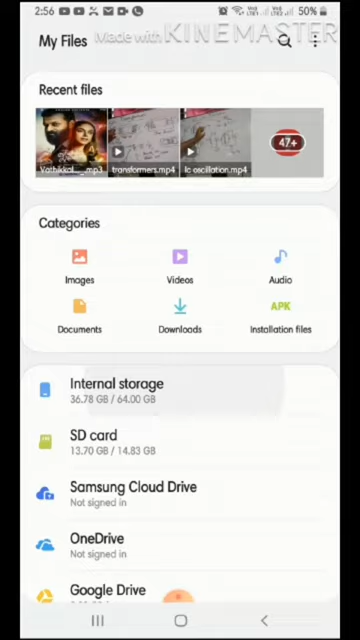 2:56
50%
My Files
Made with KINEMASTER
Recent files
47+
Vathikkal__.mp3
transformers.mp4
lc oscillation.mp4
Categories
Images
Videos
Audio
APK
Documents
Downloads
Installation files
Internal storage
36.78 GB / 64.00 GB
SD card
13.70 GB / 14.83 GB
Samsung Cloud Drive
Not signed in
OneDrive
Not signed in
Google Drive